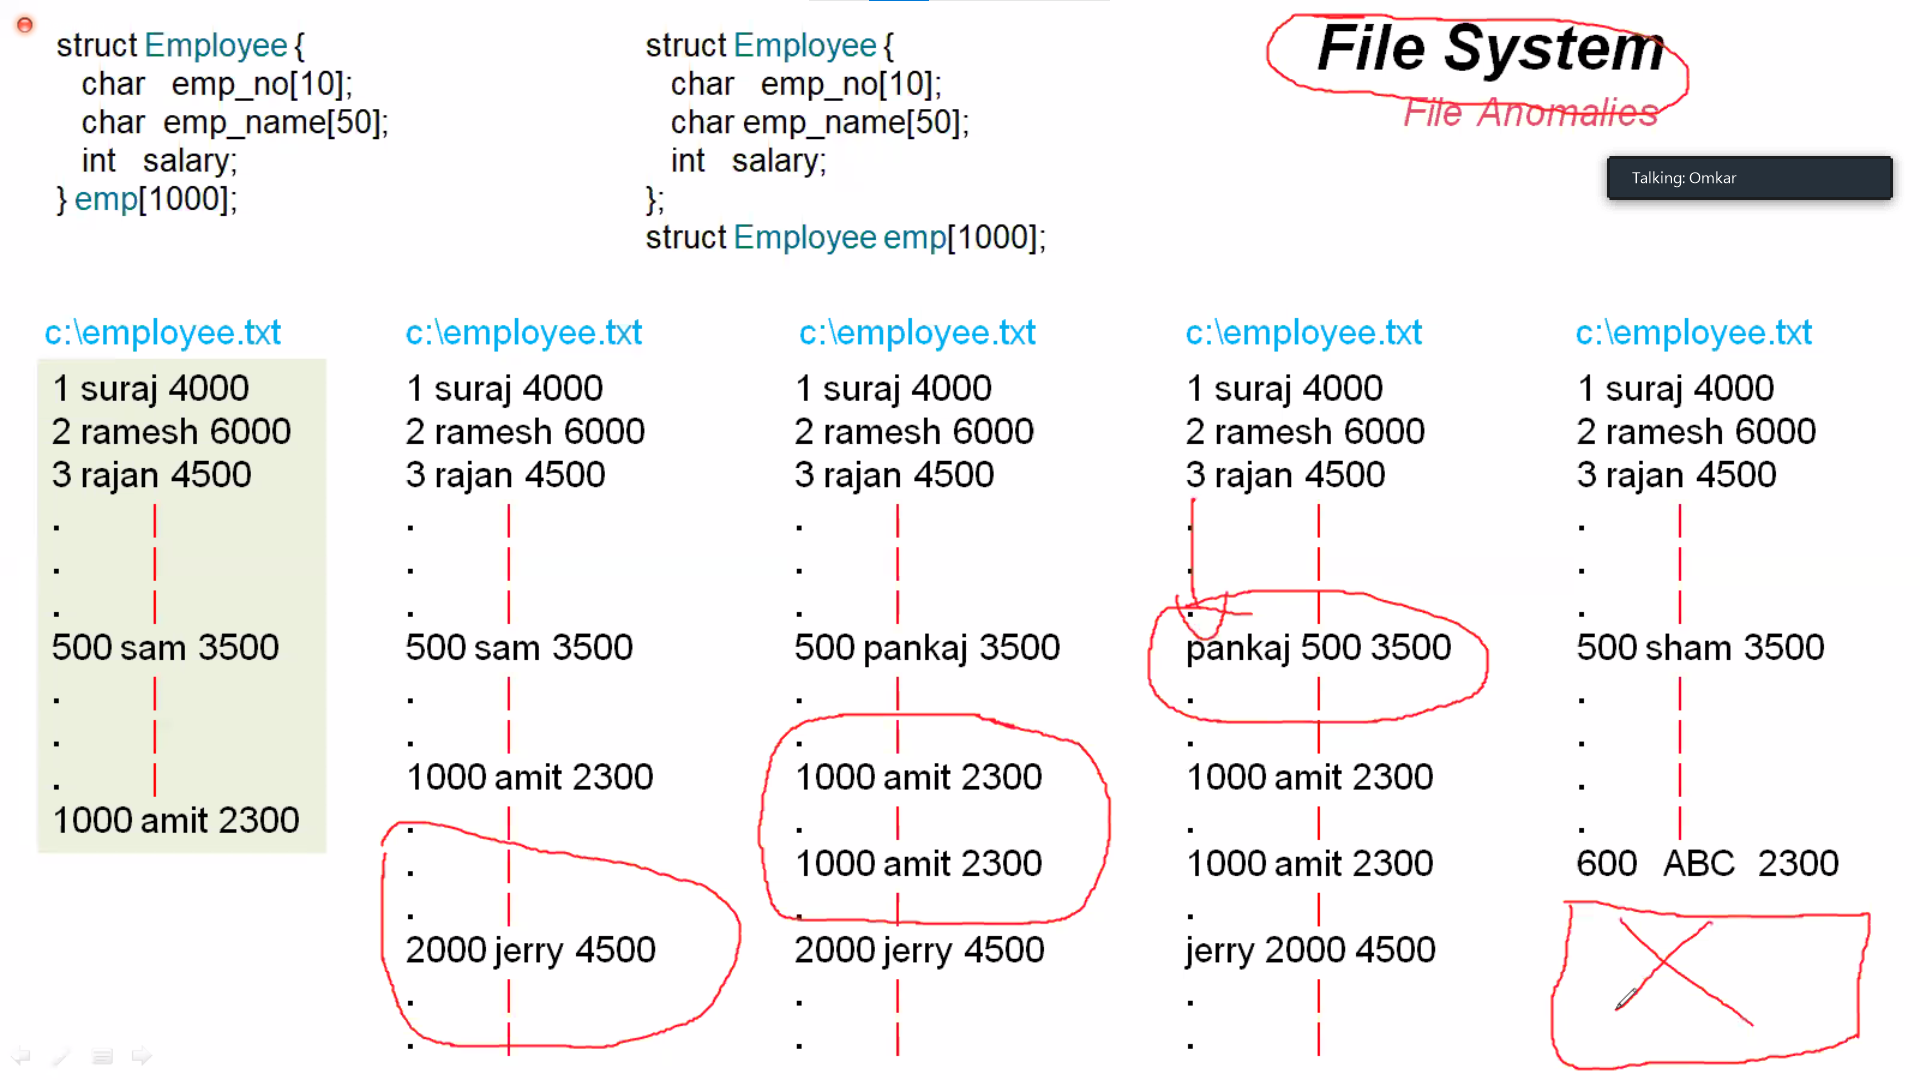 struct Employee {
char emp_no[10];
char emp_name[50];
int salary;
} emp[1000];
struct Employee {
char emp_no[10];
char emp_name[50];
int salary;
};
struct Employee emp[1000];
File System
File Anomalies
Talking: Omkar
c:\employee.txt
1 suraj 4000
2 ramesh 6000
3 rajan 4500
.
.
.
500 sam 3500
.
.
.
1000 amit 2300
c:\employee.txt
1 suraj 4000
2 ramesh 6000
3 rajan 4500
.
.
.
500 sam 3500
.
.
1000 amit 2300
.
.
.
2000 jerry 4500
.
.
c:\employee.txt
1 suraj 4000
2 ramesh 6000
3 rajan 4500
.
.
.
500 pankaj 3500
.
.
1000 amit 2300
.
1000 amit 2300
.
2000 jerry 4500
.
.
c:\employee.txt
1 suraj 4000
2 ramesh 6000
3 rajan 4500
.
.
.
pankaj 500 3500
.
.
1000 amit 2300
.
1000 amit 2300
.
jerry 2000 4500
.
.
c:\employee.txt
1 suraj 4000
2 ramesh 6000
3 rajan 4500
.
.
.
500 sham 3500
.
.
.
.
600 ABC 2300